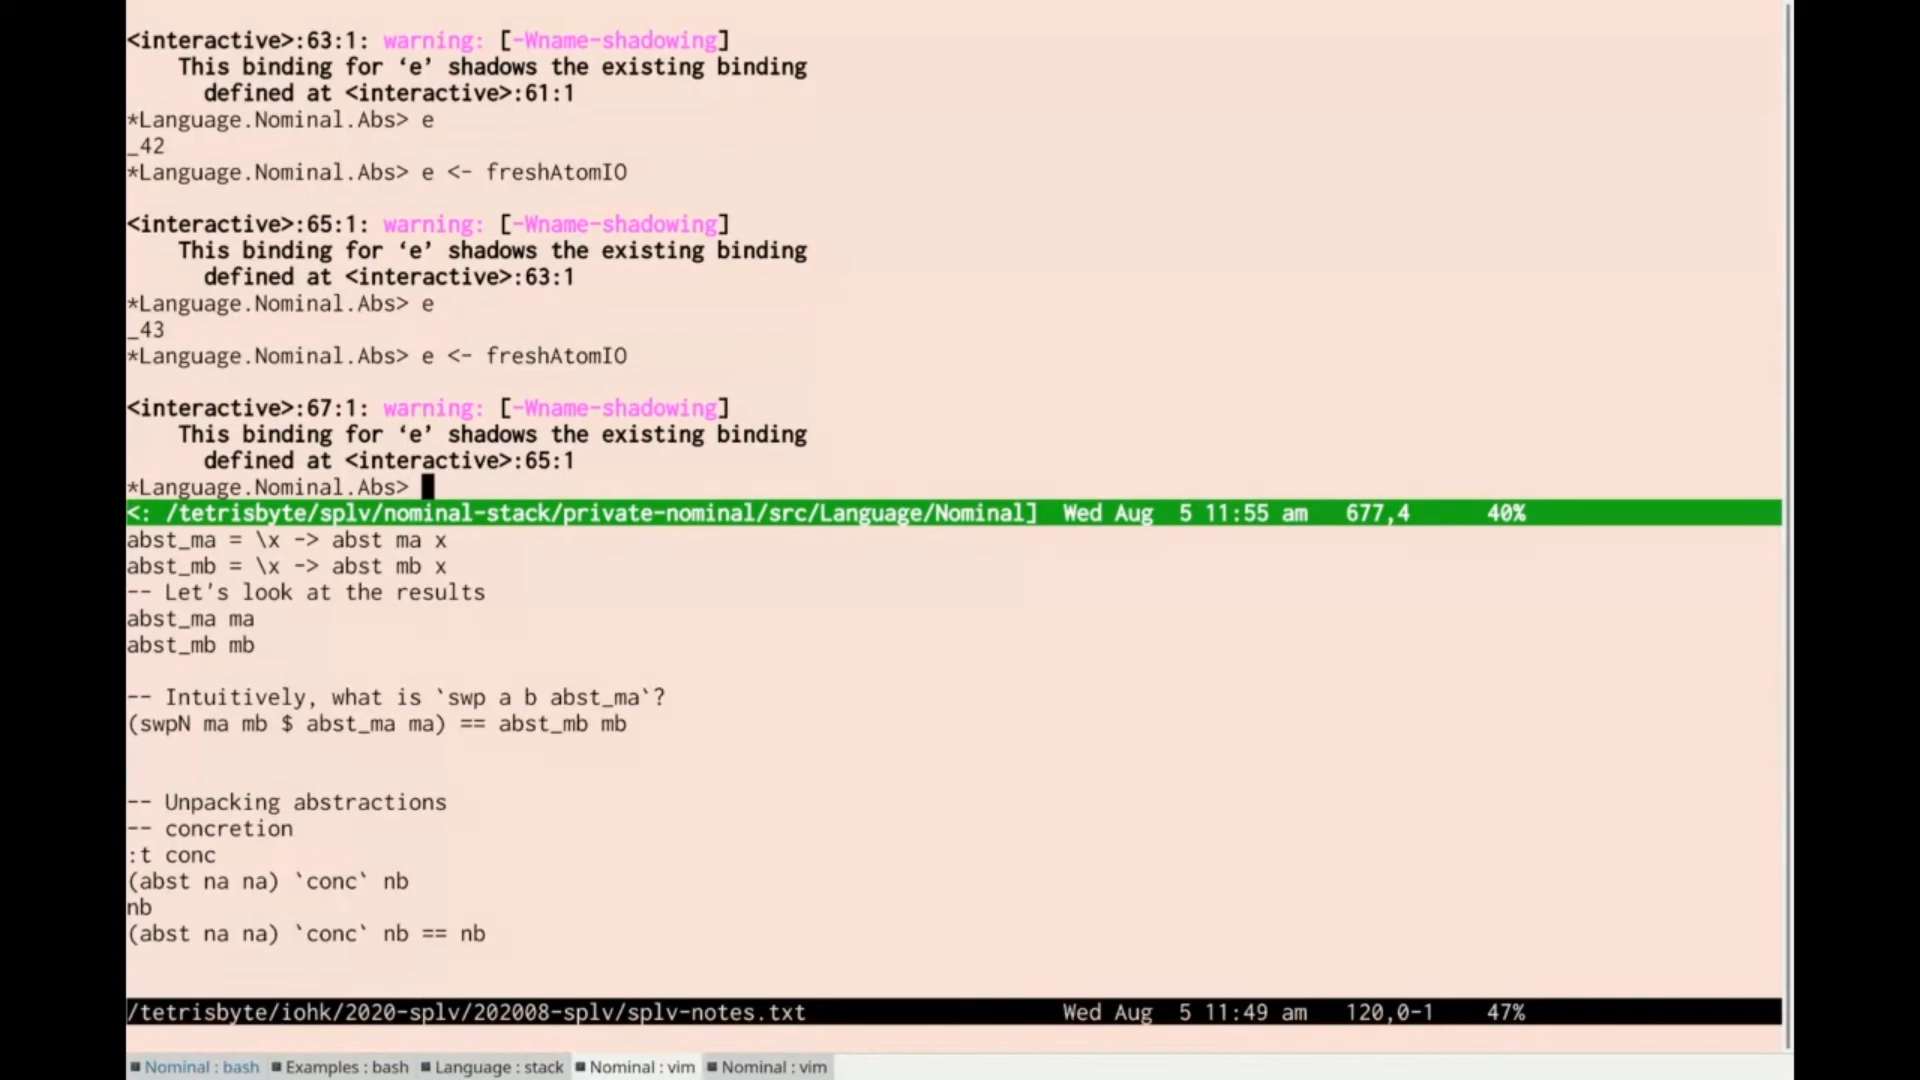 <interactive>:63:1: warning: [-Wname-shadowing]
    This binding for ‘e’ shadows the existing binding
      defined at <interactive>:61:1
*Language.Nominal.Abs> e
_42
*Language.Nominal.Abs> e <- freshAtomIO
<interactive>:65:1: warning: [-Wname-shadowing]
    This binding for ‘e’ shadows the existing binding
      defined at <interactive>:63:1
*Language.Nominal.Abs> e
_43
*Language.Nominal.Abs> e <- freshAtomIO
<interactive>:67:1: warning: [-Wname-shadowing]
    This binding for ‘e’ shadows the existing binding
      defined at <interactive>:65:1
*Language.Nominal.Abs>
<: /tetrisbyte/splv/nominal-stack/private-nominal/src/Language/Nominal]  Wed Aug  5 11:55 am   677,4      40%
abst_ma = \x -> abst ma x
abst_mb = \x -> abst mb x
-- Let's look at the results
abst_ma ma
abst_mb mb
-- Intuitively, what is `swp a b abst_ma`?
(swpN ma mb $ abst_ma ma) == abst_mb mb
-- Unpacking abstractions
-- concretion
:t conc
(abst na na) `conc` nb
nb
(abst na na) `conc` nb == nb
/tetrisbyte/iohk/2020-splv/202008-splv/splv-notes.txt                    Wed Aug  5 11:49 am   120,0-1    47%
Nominal : bash  Examples : bash  Language : stack  Nominal : vim  Nominal : vim